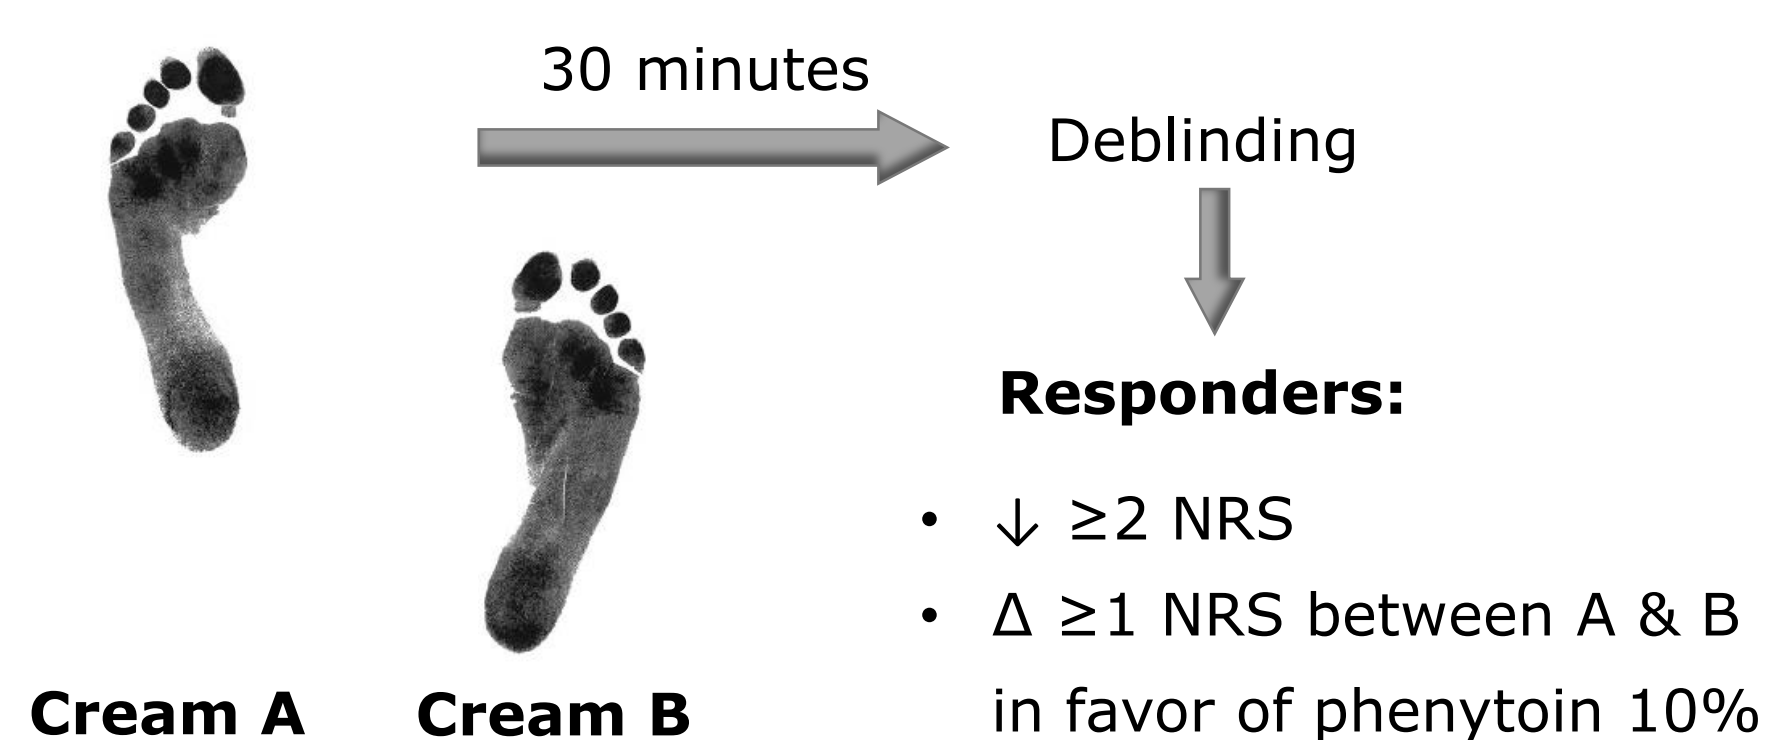 30 minutes
Deblinding
Responders:
• ↓ ≥2 NRS
• Δ ≥1 NRS between A & B
in favor of phenytoin 10%
Cream A
Cream B